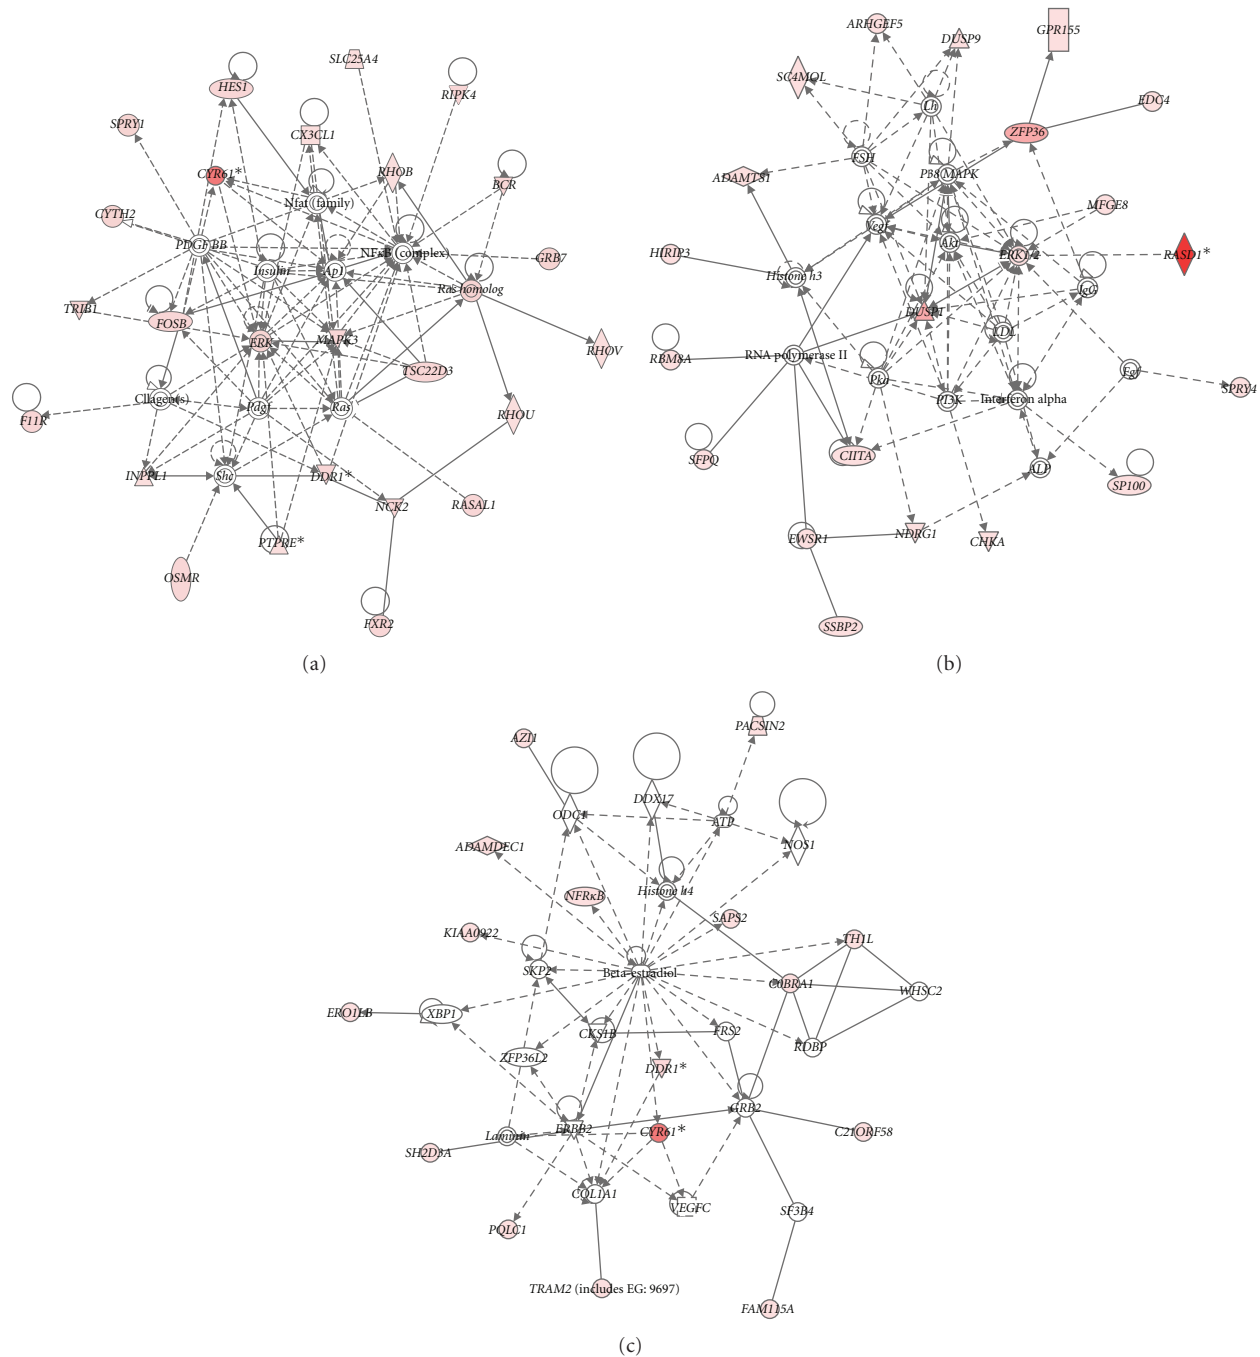 SLC25A4
HES1
RIPK4
SPRY1
CX3CL1
CYR61*
RHOB
BCR
Nfat (family)
CYTH2
PDGF BB
NFκB (complex)
GRB7
Insulin
Ap1
Ras homolog
TRIB1
FOSB
ERK
MAPK3
RHOV
TSC22D3
Cllagen(s)
Pdgf
Ras
F11R
RHOU
INPPL1
Shc
DDR1*
NCK2
RASAL1
PTPRE*
OSMR
FXR2
(a)
ARHGEF5
DUSP9
GPR155
SC4MOL
Lh
EDC4
ZFP36
FSH
P38 MAPK
ADAMTS1
MFGE8
Vegf
Akt
HIRIP3
ERK1/2
RASD1*
Histone h3
IgG
DUSP1
LDL
RBM8A
RNA polymerase II
Fgf
Pka
SPRY4
PI3K
Interferon alpha
SFPQ
CIITA
ALP
SP100
EWSR1
NDRG1
CHKA
SSBP2
(b)
PACSIN2
AZI1
DDX17
ODC1
ATP
ADAMDEC1
NOS1
NFRκB
Histone h4
SAPS2
KIAA0922
TH1L
SKP2
Beta-estradiol
C0BRA1
WHSC2
ERO1LB
XBP1
CKS1B
FRS2
RDBP
ZFP36L2
DDR1*
GRB2
Laminin
ERBB2
CYR61*
C21ORF58
SH2D3A
COL1A1
VEGFC
SF3B4
PQLC1
TRAM2 (includes EG: 9697)
FAM115A
(c)